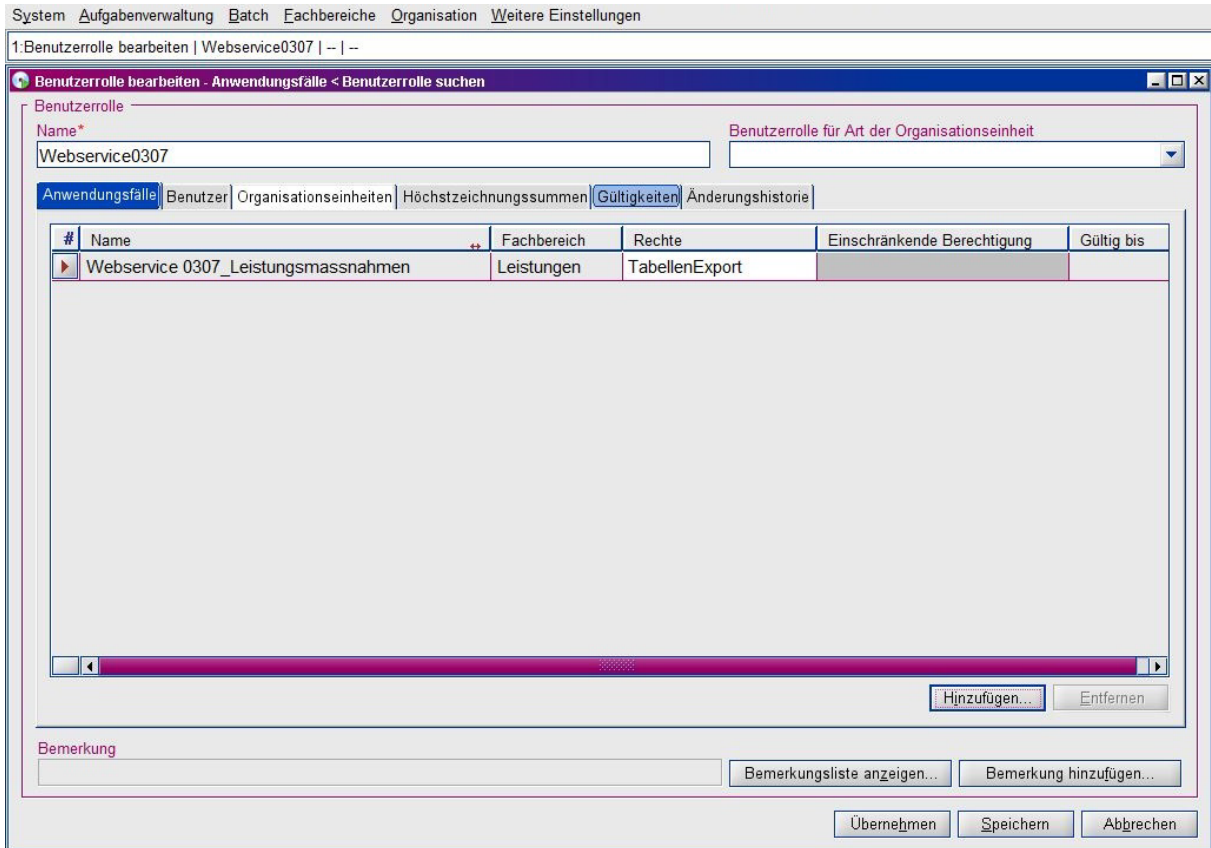 System Aufgabenverwaltung Batch Fachbereiche Organisation Weitere Einstellungen
1:Benutzerrolle bearbeiten | Webservice0307 | -- | --
Benutzerrolle bearbeiten - Anwendungsfälle < Benutzerrolle suchen
Benutzerrolle
Name* Benutzerrolle für Art der Organisationseinheit
Webservice0307
Anwendungsfälle Benutzer Organisationseinheiten Höchstzeichnungssummen Gültigkeiten Änderungshistorie
# Name Fachbereich Rechte Einschränkende Berechtigung Gültig bis
Webservice 0307_Leistungsmassnahmen Leistungen TabellenExport
Hinzufügen... Entfernen
Bemerkung
Bemerkungsliste anzeigen... Bemerkung hinzufügen...
Übernehmen Speichern Abbrechen